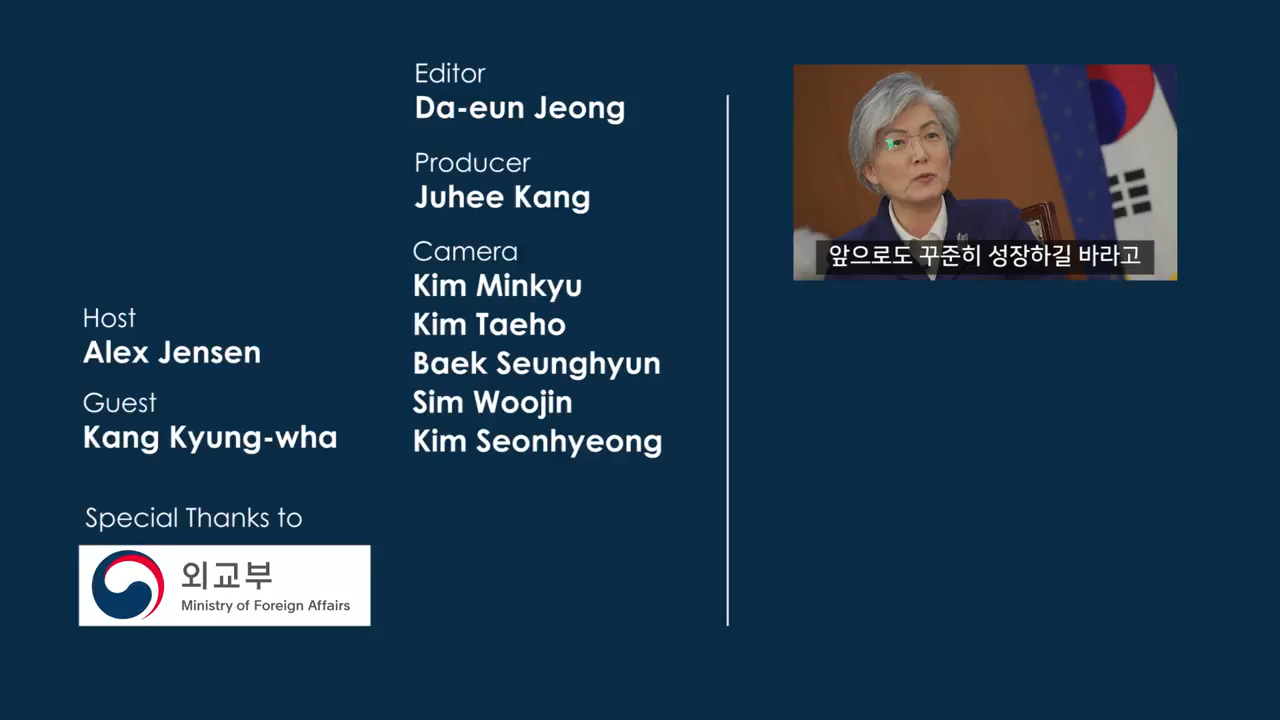 Host
Alex Jensen
Guest
Kang Kyung-wha
Special Thanks to
외교부
Ministry of Foreign Affairs
Editor
Da-eun Jeong
Producer
Juhee Kang
Camera
Kim Minkyu
Kim Taeho
Baek Seunghyun
Sim Woojin
Kim Seonhyeong
앞으로도 꾸준히 성장하길 바라고